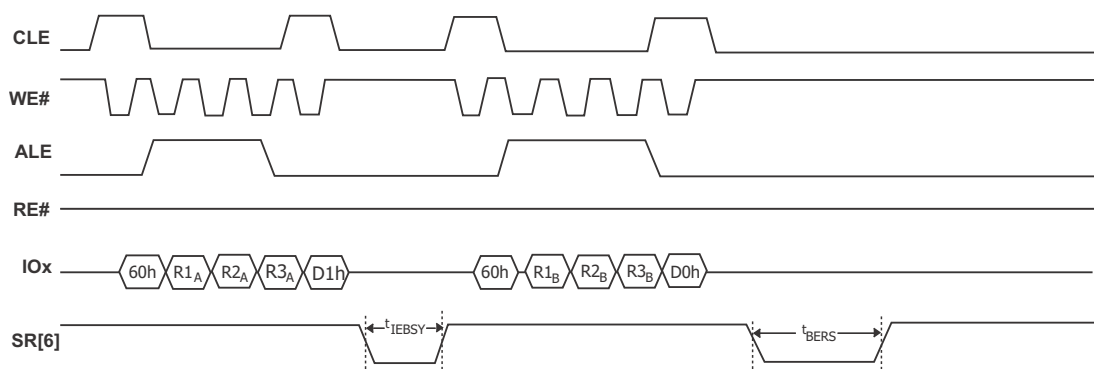 CLE
WE#
ALE
RE#
IOx 60h R1A R2A R3A D1h 60h R1B R2B R3B D0h
SR[6] tIEBSY tBERS